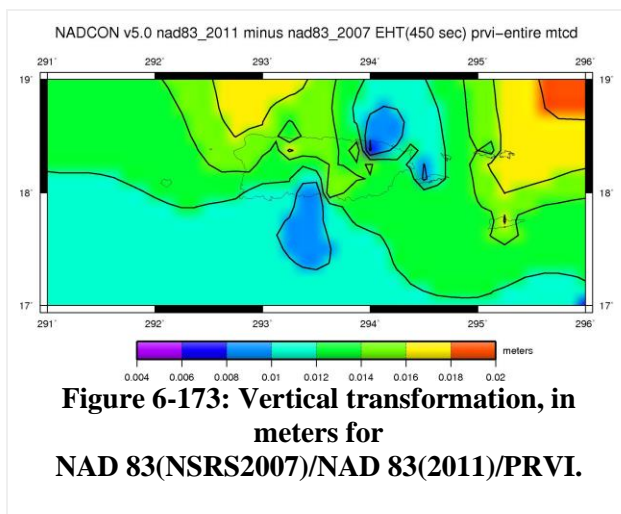 NADCON v5.0 nad83_2011 minus nad83_2007 EHT(450 sec) prvi−entire mtcd
291˚ 292˚ 293˚ 294˚ 295˚ 296˚
19˚ 19˚
18˚ 18˚
17˚ 17˚
291˚ 292˚ 293˚ 294˚ 295˚ 296˚
meters
0.004 0.006 0.008 0.01 0.012 0.014 0.016 0.018 0.02
Figure 6-173: Vertical transformation, in
meters for
NAD 83(NSRS2007)/NAD 83(2011)/PRVI.